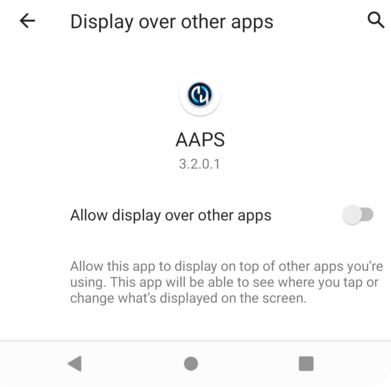 Display over other apps
AAPS
3.2.0.1
Allow display over other apps
Allow this app to display on top of other apps you’re
using. This app will be able to see where you tap or
change what’s displayed on the screen.